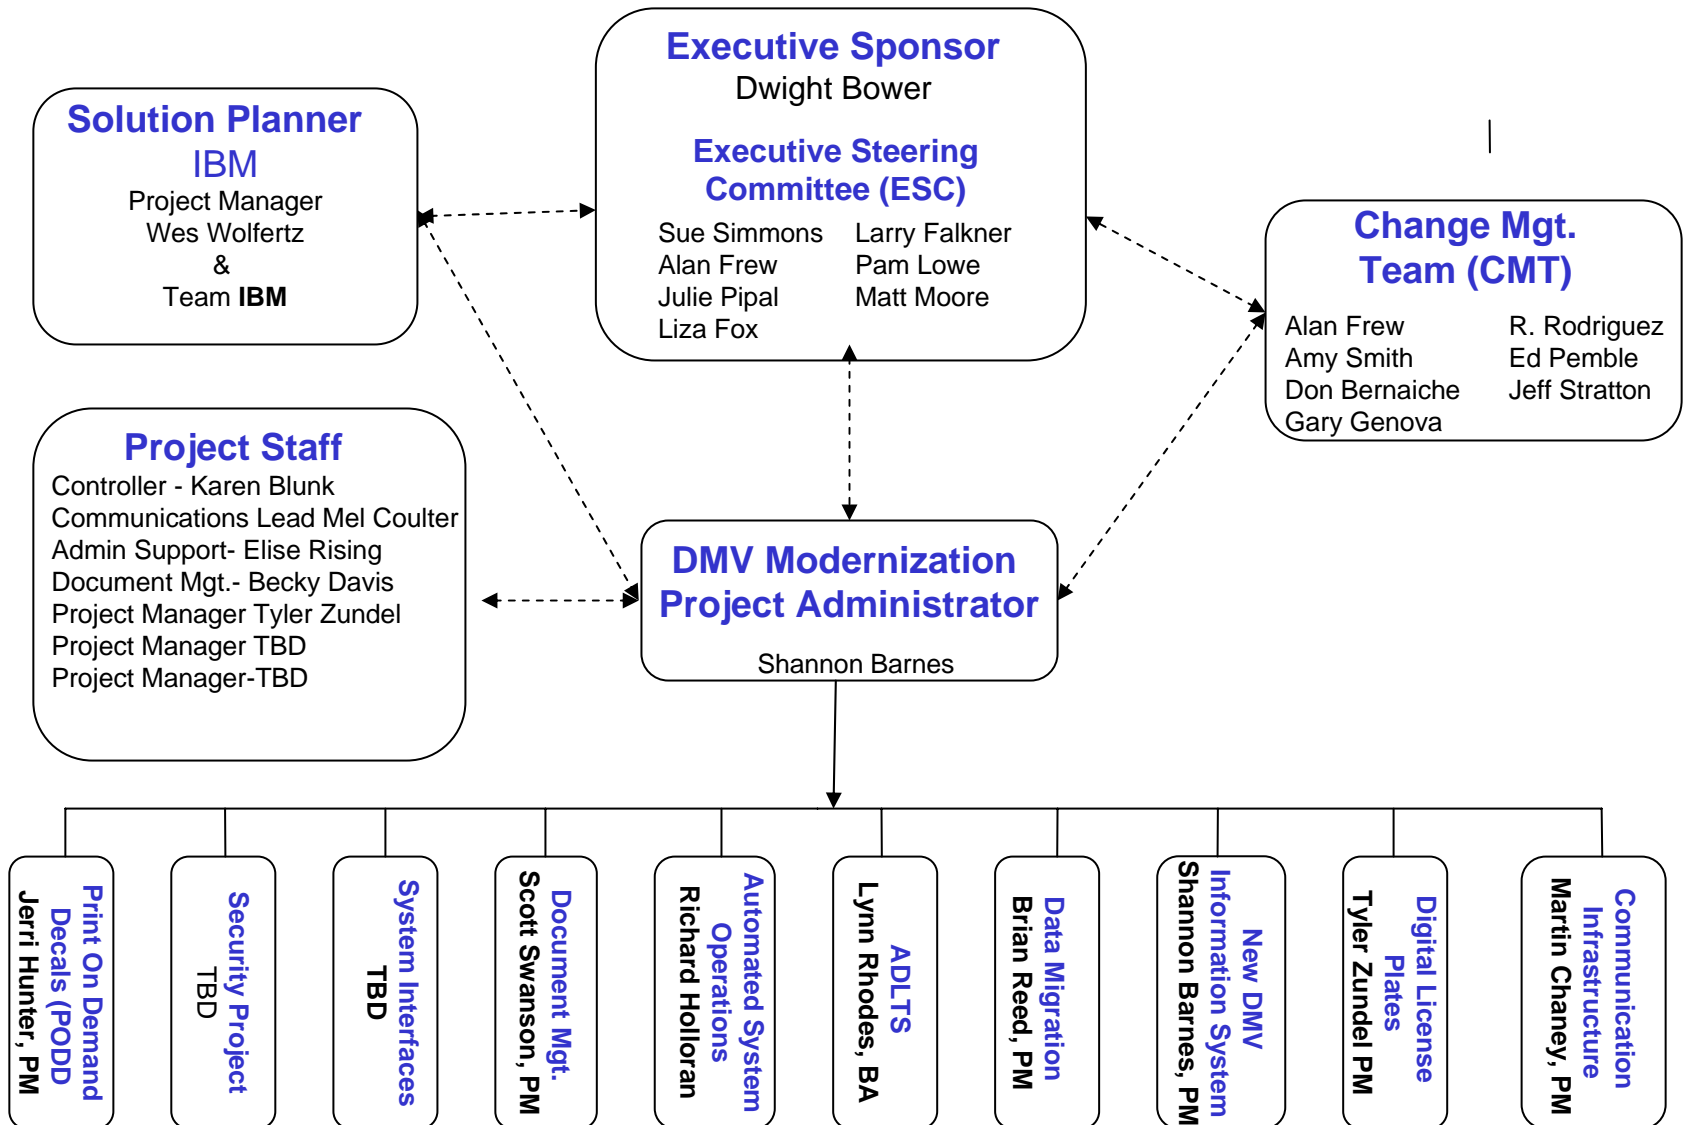 Executive Sponsor
Dwight Bower
Executive Steering
Committee (ESC)
Sue Simmons
Alan Frew
Julie Pipal
Liza Fox
Larry Falkner
Pam Lowe
Matt Moore
Solution Planner
IBM
Project Manager
Wes Wolfertz
&
Team IBM
Change Mgt.
Team (CMT)
Alan Frew
Amy Smith
Don Bernaiche
Gary Genova
R. Rodriguez
Ed Pemble
Jeff Stratton
Project Staff
Controller - Karen Blunk
Communications Lead Mel Coulter
Admin Support- Elise Rising
Document Mgt.- Becky Davis
Project Manager Tyler Zundel
Project Manager TBD
Project Manager-TBD
DMV Modernization
Project Administrator
Shannon Barnes
Print On Demand
Decals (PODD
Jerri Hunter, PM
Security Project
TBD
System Interfaces
TBD
Document Mgt.
Scott Swanson, PM
Automated System
Operations
Richard Holloran
ADLTS
Lynn Rhodes, BA
Data Migration
Brian Reed, PM
New DMV
Information System
Shannon Barnes, PM
Digital License
Plates
Tyler Zundel PM
Communication
Infrastructure
Martin Chaney, PM